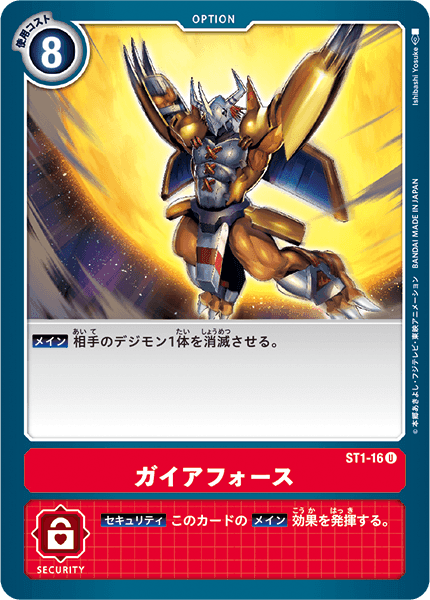 OPTION
使用コスト
8
Ishibashi Yosuke
©本郷あきよし・フジテレビ・東映アニメーション BANDAI MADE IN JAPAN
メイン 相手のデジモン1体を消滅させる。
ST1-16 U
ガイアフォース
セキュリティ このカードの メイン 効果を発揮する。
SECURITY